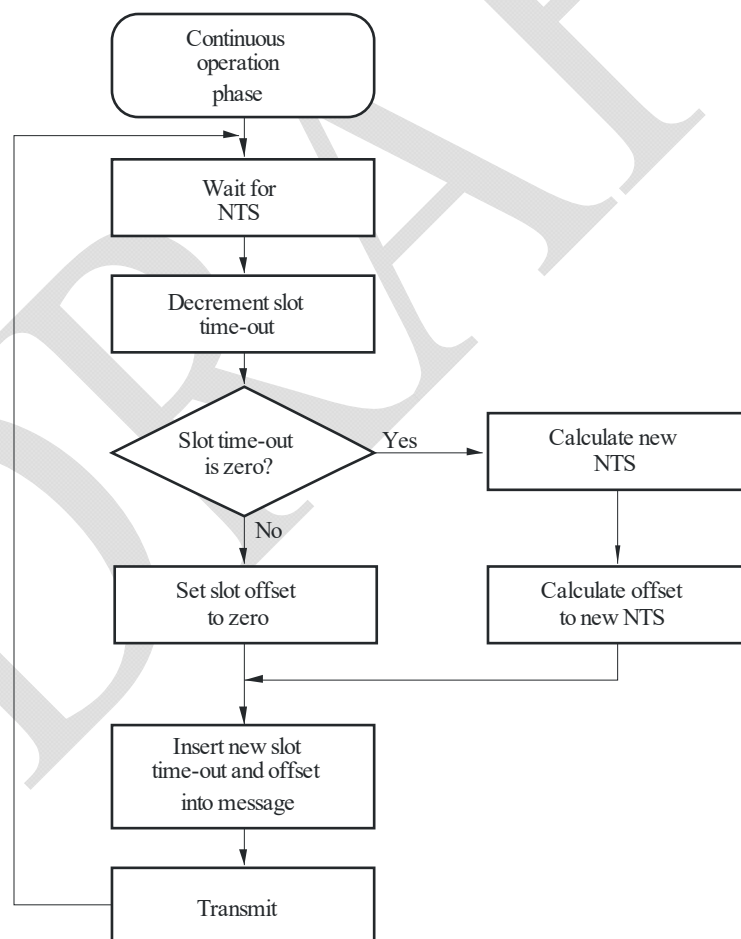 Continuous
operation
phase
Wait for
NTS
Decrement slot
time-out
Slot time-out
is zero?
Yes
Calculate new
NTS
No
Set slot offset
to zero
Calculate offset
to new NTS
Insert new slot
time-out and offset
into message
Transmit